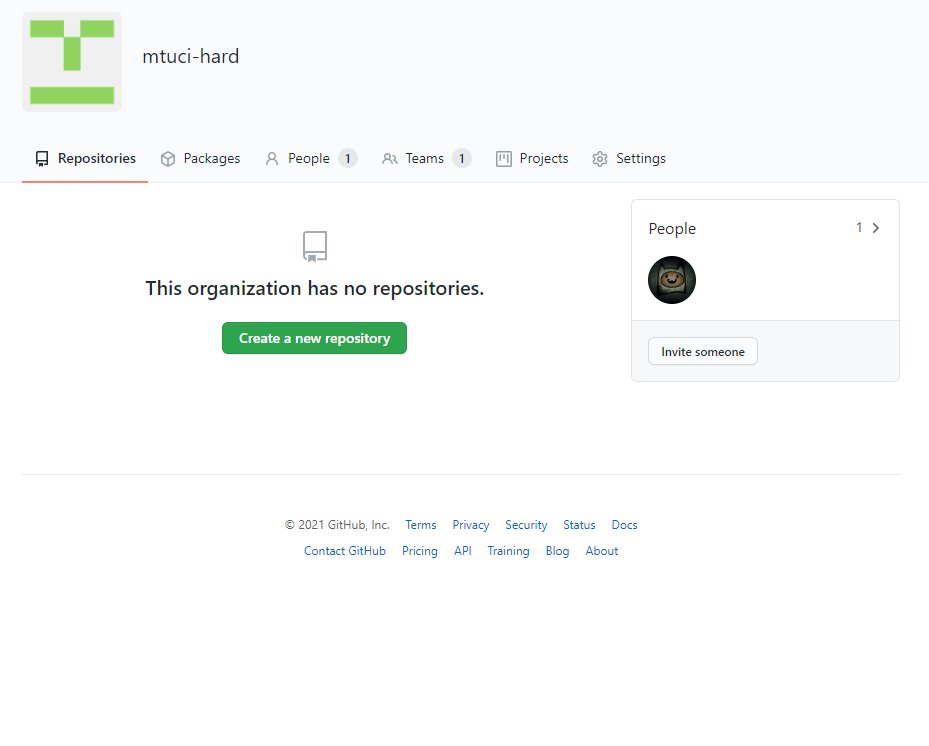 mtuci-hard
Repositories Packages People 1 Teams 1 Projects Settings
This organization has no repositories.
Create a new repository
People 1
Invite someone
© 2021 GitHub, Inc. Terms Privacy Security Status Docs
Contact GitHub Pricing API Training Blog About